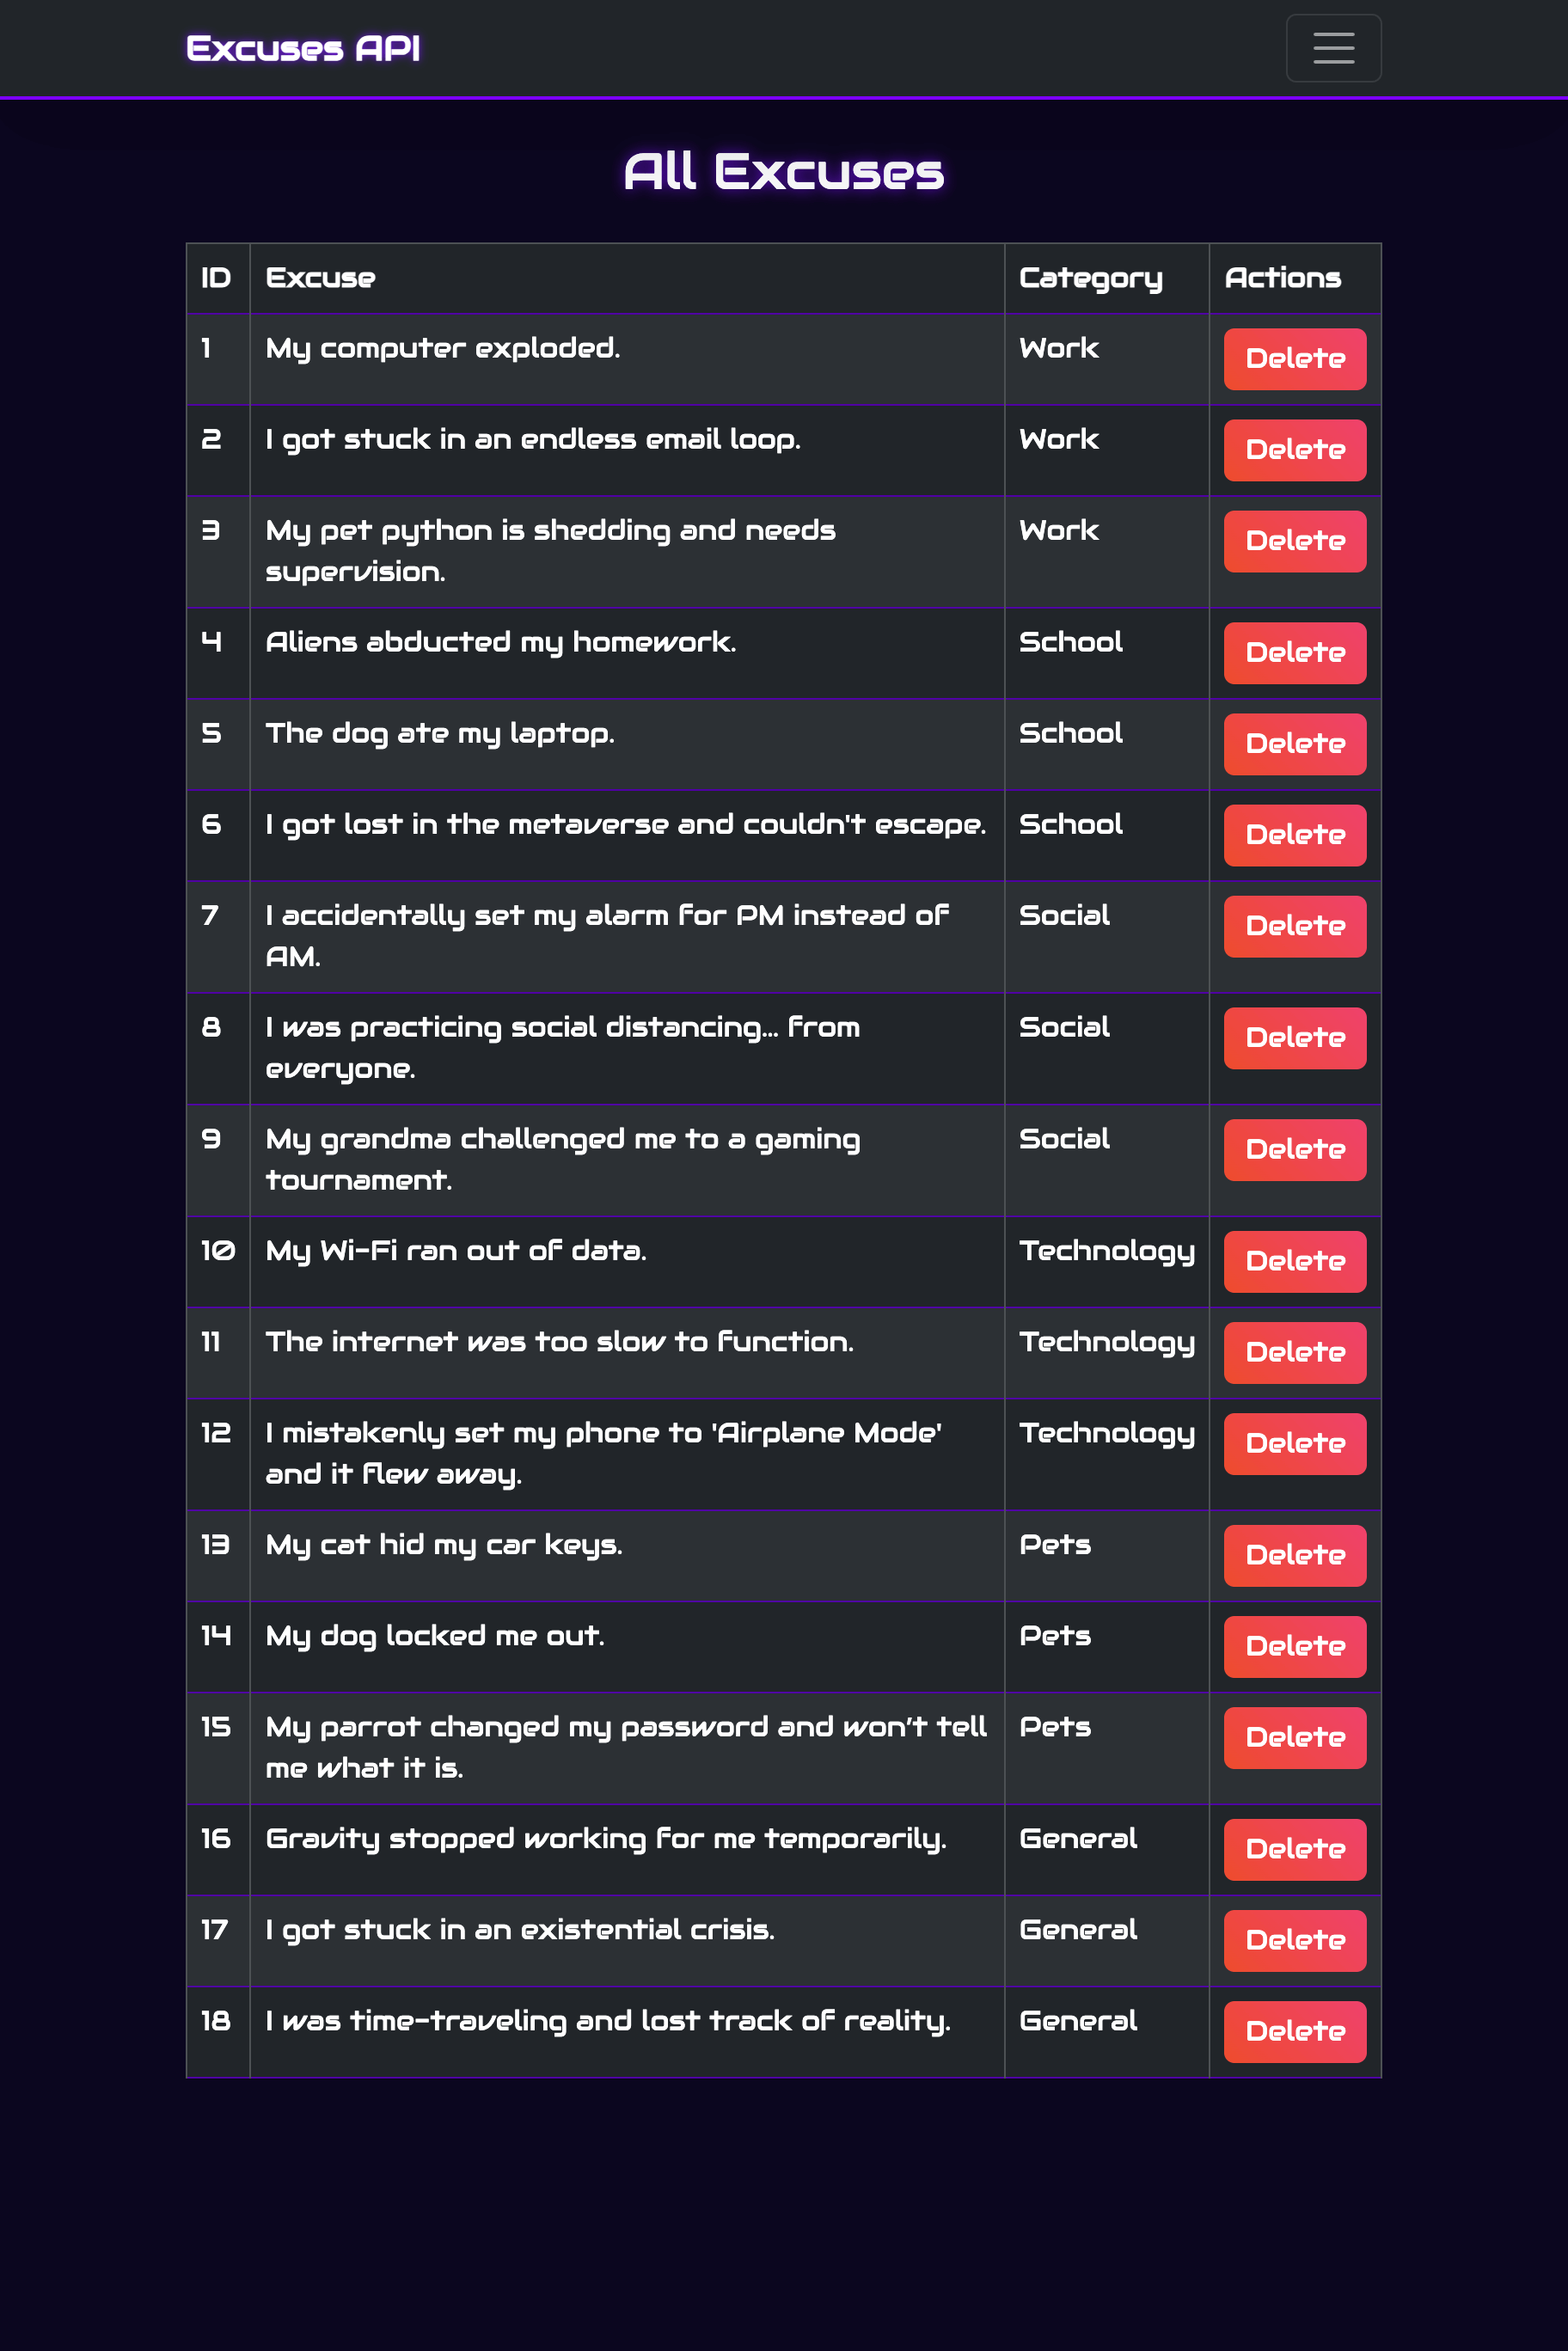 Excuses API
All Excuses
ID Excuse Category Actions
1 My computer exploded. Work Delete
2 I got stuck in an endless email loop. Work Delete
3 My pet python is shedding and needs Work Delete
supervision.
4 Aliens abducted my homework. School Delete
5 The dog ate my laptop. School Delete
6 I got lost in the metaverse and couldn't escape. School Delete
7 I accidentally set my alarm for PM instead of Social Delete
AM.
8 I was practicing social distancing... from Social Delete
everyone.
9 My grandma challenged me to a gaming Social Delete
tournament.
10 My Wi-Fi ran out of data. Technology Delete
11 The internet was too slow to function. Technology Delete
12 I mistakenly set my phone to 'Airplane Mode' Technology Delete
and it flew away.
13 My cat hid my car keys. Pets Delete
14 My dog locked me out. Pets Delete
15 My parrot changed my password and won’t tell Pets Delete
me what it is.
16 Gravity stopped working for me temporarily. General Delete
17 I got stuck in an existential crisis. General Delete
18 I was time-traveling and lost track of reality. General Delete